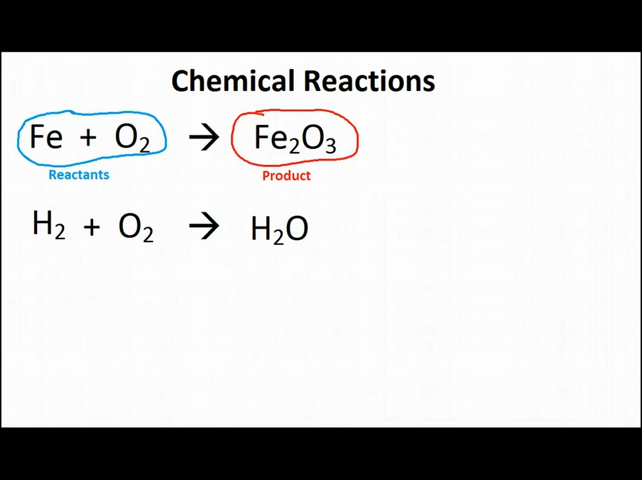 Chemical Reactions
Fe + O₂ → Fe₂O₃
Reactants Product
H₂ + O₂ → H₂O